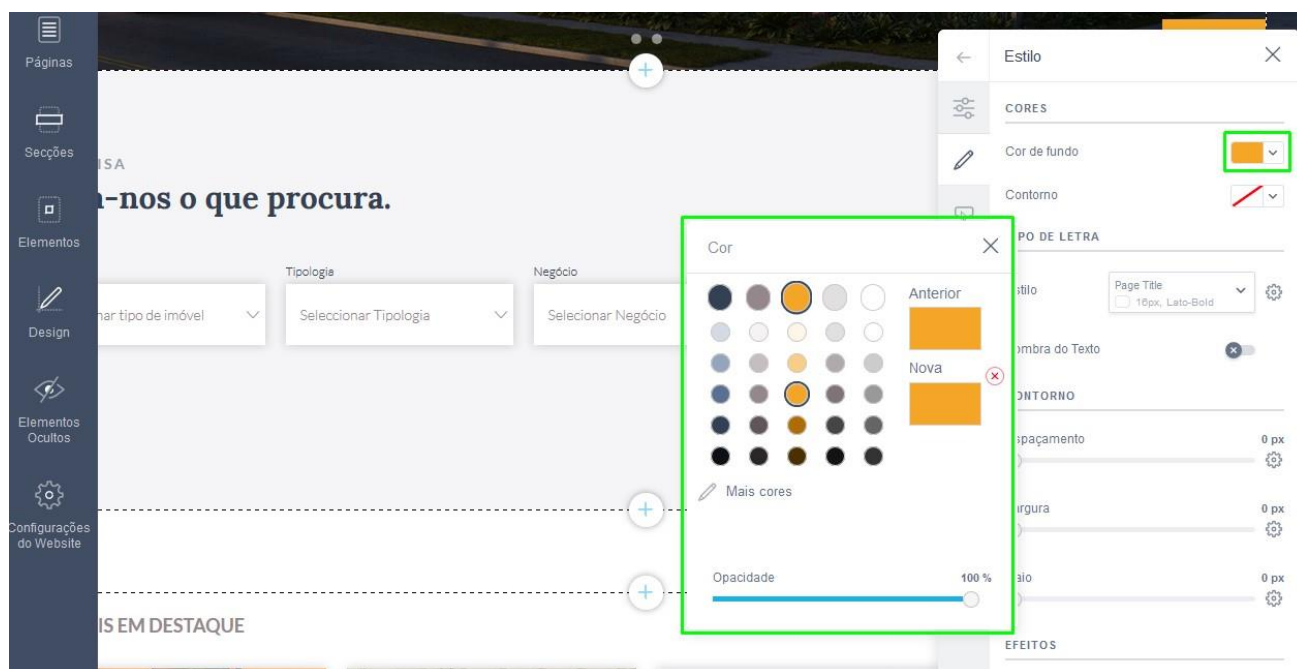 Páginas
Secções
Elementos
Design
Elementos
Ocultos
Configurações
do Website
ISA
-nos o que procura.
nar tipo de imóvel
Tipologia
Seleccionar Tipologia
Negócio
Selecionar Negócio
IS EM DESTAQUE
Cor
Anterior
Nova
Mais cores
Opacidade
100 %
Estilo
CORES
Cor de fundo
Contorno
PO DE LETRA
stilo
Page Title
16px, Lato-Bold
ombra do Texto
ONTORNO
spaçamento
0 px
argura
0 px
aio
0 px
EFEITOS